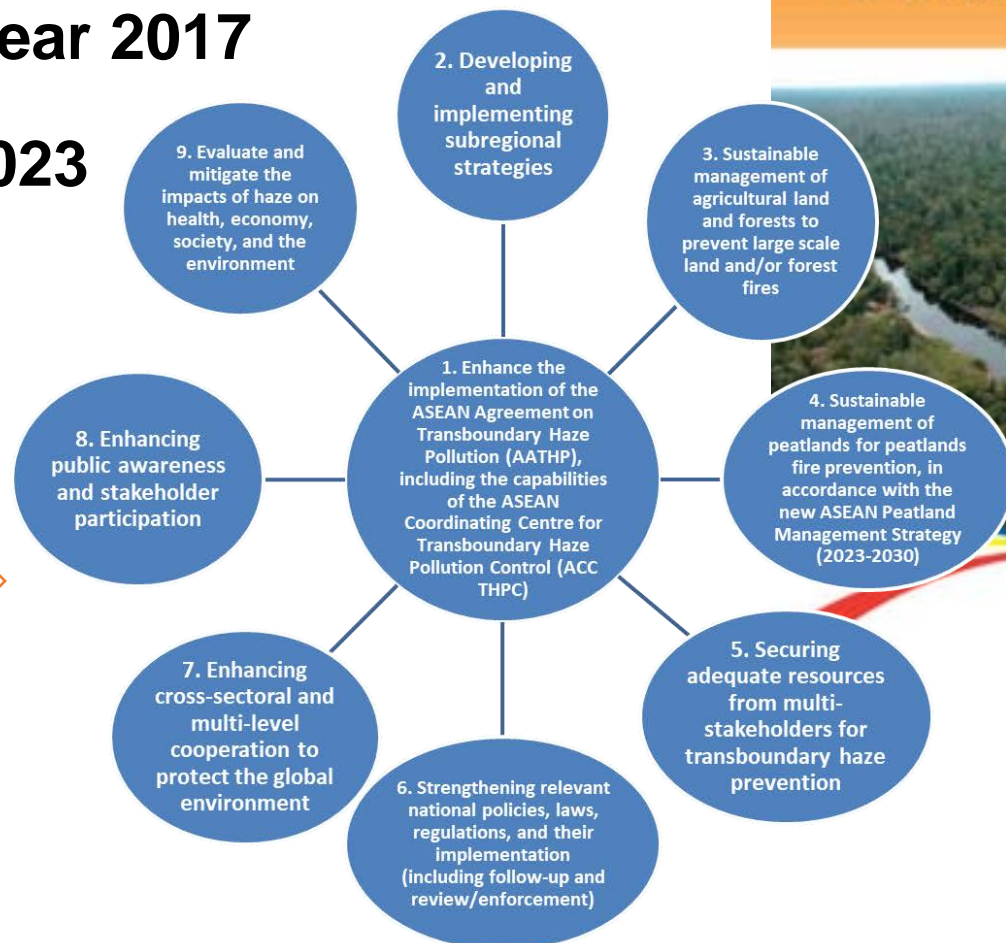 ear 2017
023
2. Developing
and
implementing
subregional
strategies
9. Evaluate and
mitigate the
impacts of haze on
health, economy,
society, and the
environment
3. Sustainable
management of
agricultural land
and forests to
prevent large scale
land and/or forest
fires
1. Enhance the
implementation of the
ASEAN Agreement on
Transboundary Haze
Pollution (AATHP),
including the capabilities
of the ASEAN
Coordinating Centre for
Transboundary Haze
Pollution Control (ACC
THPC)
8. Enhancing
public awareness
and stakeholder
participation
4. Sustainable
management of
peatlands for peatlands
fire prevention, in
accordance with the
new ASEAN Peatland
Management Strategy
(2023-2030)
7. Enhancing
cross-sectoral and
multi-level
cooperation to
protect the global
environment
5. Securing
adequate resources
from multi-
stakeholders for
transboundary haze
prevention
6. Strengthening relevant
national policies, laws,
regulations, and their
implementation
(including follow-up and
review/enforcement)